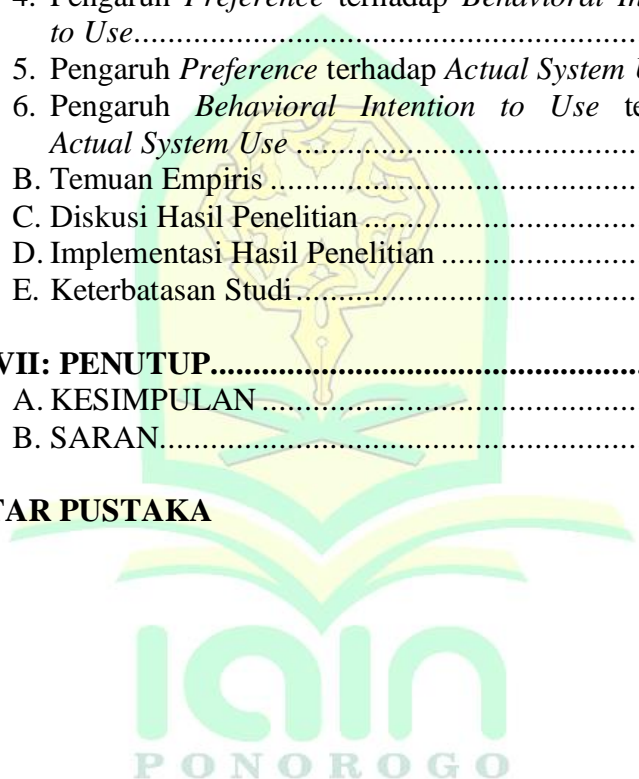 4. Pengaruh Preference terhadap Behavioral In
to Use........................................................
5. Pengaruh Preference terhadap Actual System U
6. Pengaruh Behavioral Intention to Use te
Actual System Use ........................................
B. Temuan Empiris ...........................................
C. Diskusi Hasil Penelitian ................................
D. Implementasi Hasil Penelitian ......................
E. Keterbatasan Studi........................................
VII: PENUTUP..................................................
A. KESIMPULAN ............................................
B. SARAN.........................................................
TAR PUSTAKA
iain
PONOROGO